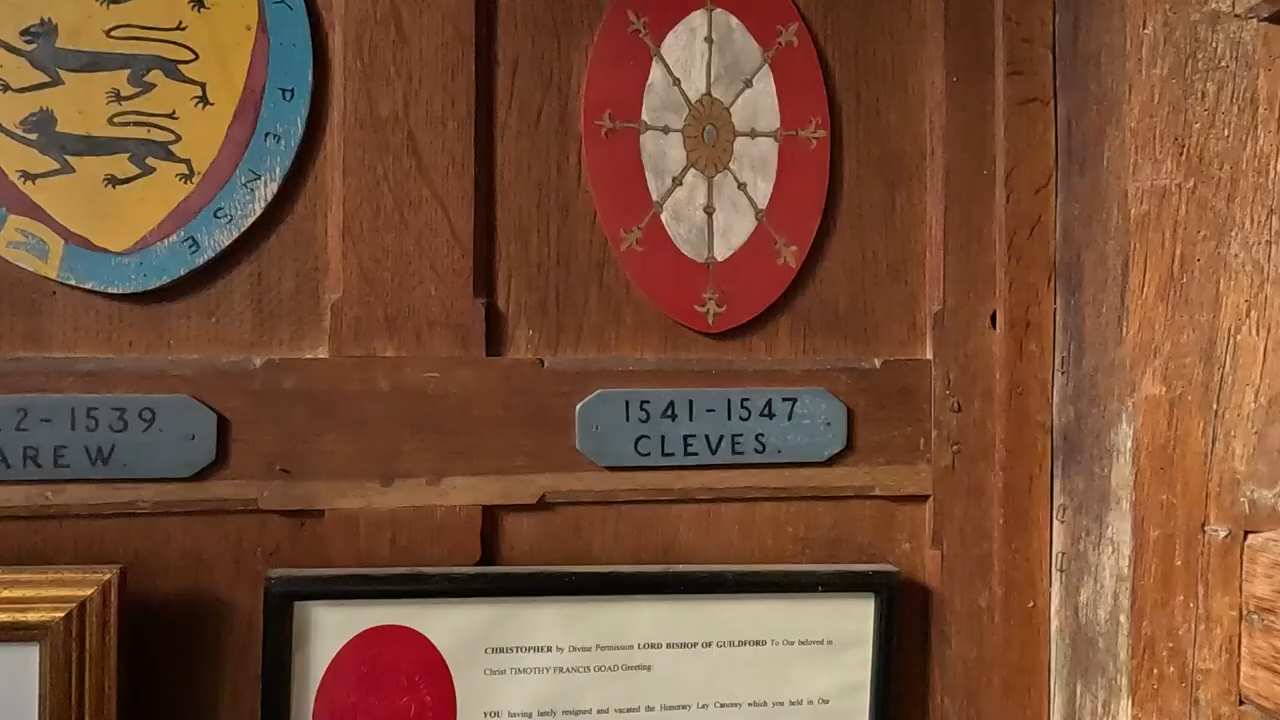 Y : PENSE
2-1539.
AREW.
1541-1547
CLEVES.
CHRISTOPHER by Divine Permission LORD BISHOP OF GUILDFORD To Our beloved in
Christ TIMOTHY FRANCIS GOAD Greeting:
YOU having lately resigned and vacated the Honorary Lay Canonry which you held in Our